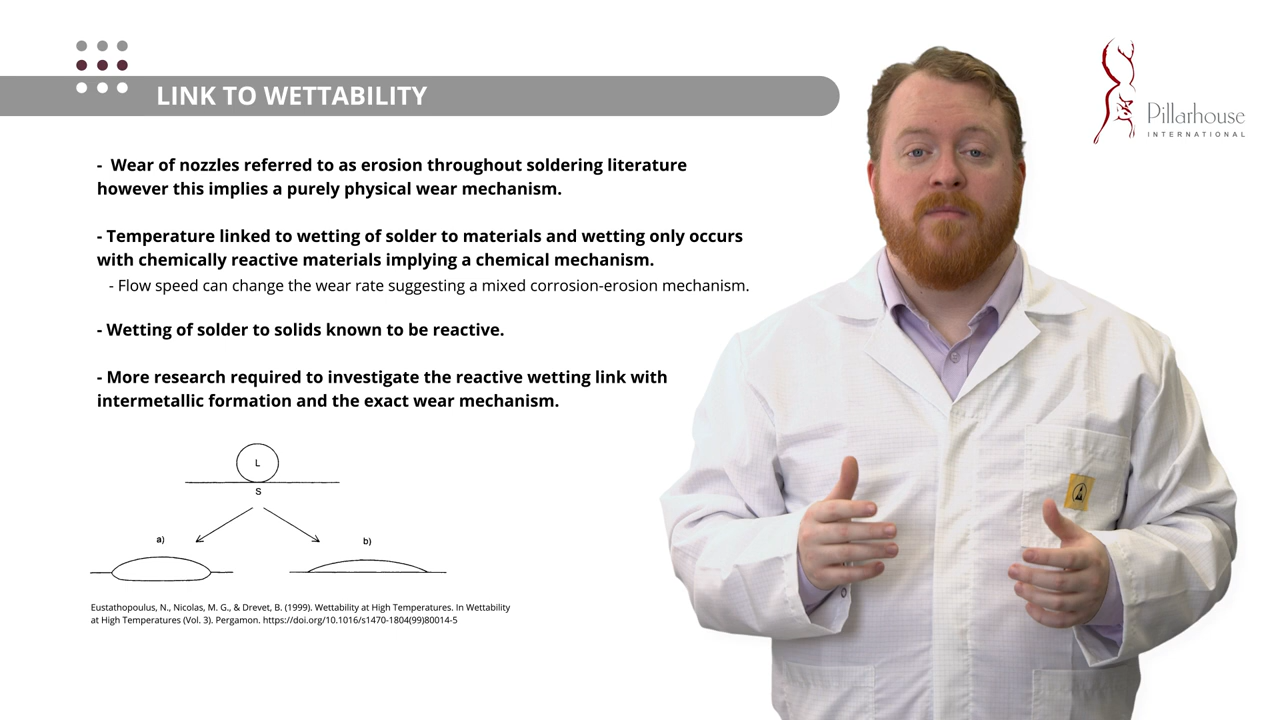 LINK TO WETTABILITY
Pillarhouse
INTERNATIONAL
- Wear of nozzles referred to as erosion throughout soldering literature
however this implies a purely physical wear mechanism.
- Temperature linked to wetting of solder to materials and wetting only occurs
with chemically reactive materials implying a chemical mechanism.
- Flow speed can change the wear rate suggesting a mixed corrosion-erosion mechanism.
- Wetting of solder to solids known to be reactive.
- More research required to investigate the reactive wetting link with
intermetallic formation and the exact wear mechanism.
L
S
a)
b)
Eustathopoulus, N., Nicolas, M. G., & Drevet, B. (1999). Wettability at High Temperatures. In Wettability
at High Temperatures (Vol. 3). Pergamon. https://doi.org/10.1016/s1470-1804(99)80014-5